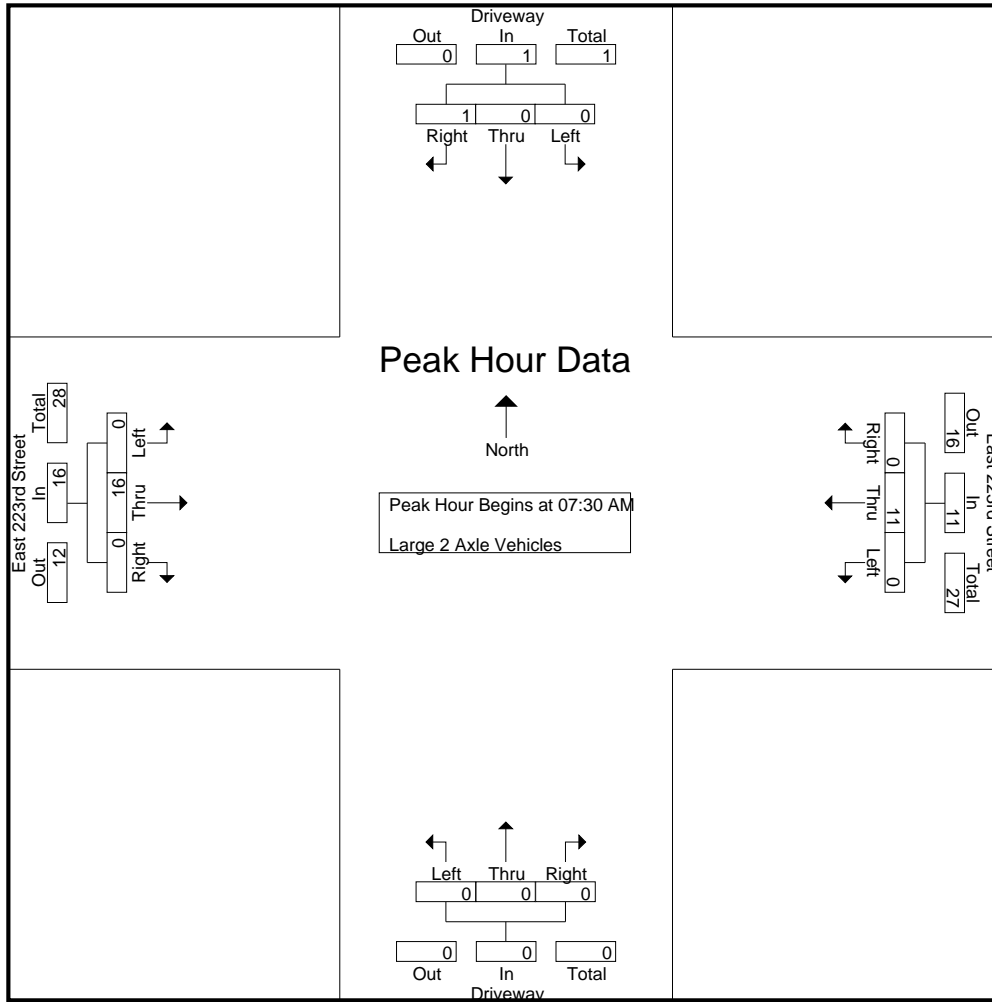 Driveway
Out In Total
0 1 1
1 0 0
Right Thru Left
Peak Hour Data
North
Peak Hour Begins at 07:30 AM
Large 2 Axle Vehicles
East 223rd Street
Total In Out
28 16 12
0 16 0
Left Thru Right
Right Thru Left
0 11 0
16 11 27
Out In Total
East 223rd Street
Left Thru Right
0 0 0
0 0 0
Out In Total
Driveway